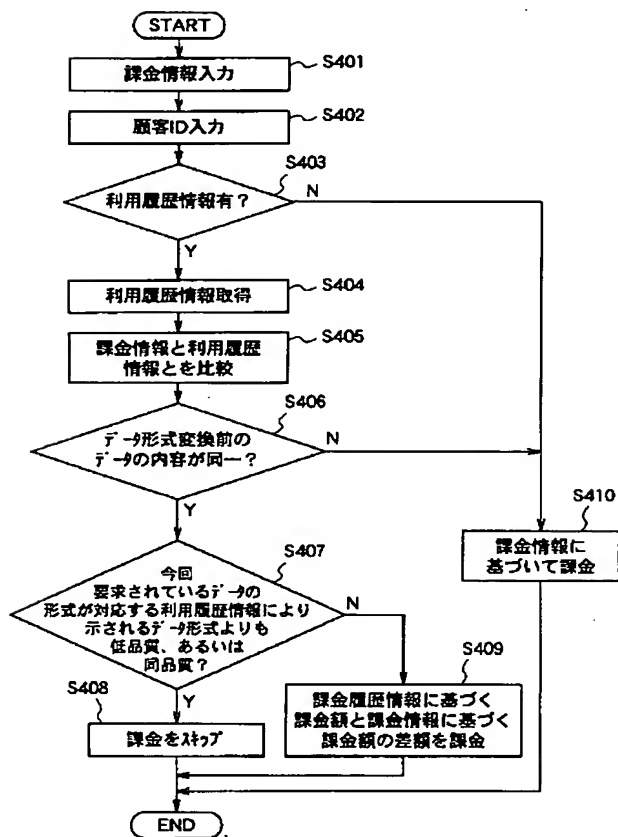 START
課金情報入力
S401
顧客ID入力
S402
S403
利用履歴情報有？
N
Y
利用履歴情報取得
S404
課金情報と利用履歴
情報とを比較
S405
S406
データ形式変換前の
データの内容が同一？
N
Y
S410
課金情報に
基づいて課金
S407
今回
要求されているデータの
形式が対応する利用履歴情報により
示されるデータ形式よりも
低品質、あるいは
同品質？
N
Y
S408
課金をスキップ
S409
課金履歴情報に基づく
課金額と課金情報に基づく
課金額の差額を課金
END